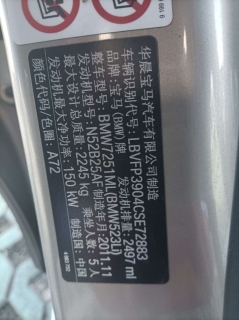 华晨宝马汽车有限公司制造
车辆识别代号: LBVFP3904CSE72883
品牌: 宝马(BMW)牌 发动机排量: 2497 ml
整车型号: BMW7251ML(BMW523Li)
发动机型号: N52B25AF 制造年月: 2011.11
最大设计总质量: 2245 kg 乘坐人数: 5人
发动机最大净功率: 150 kW 制造国: 中国
颜色代码/色圈: A72